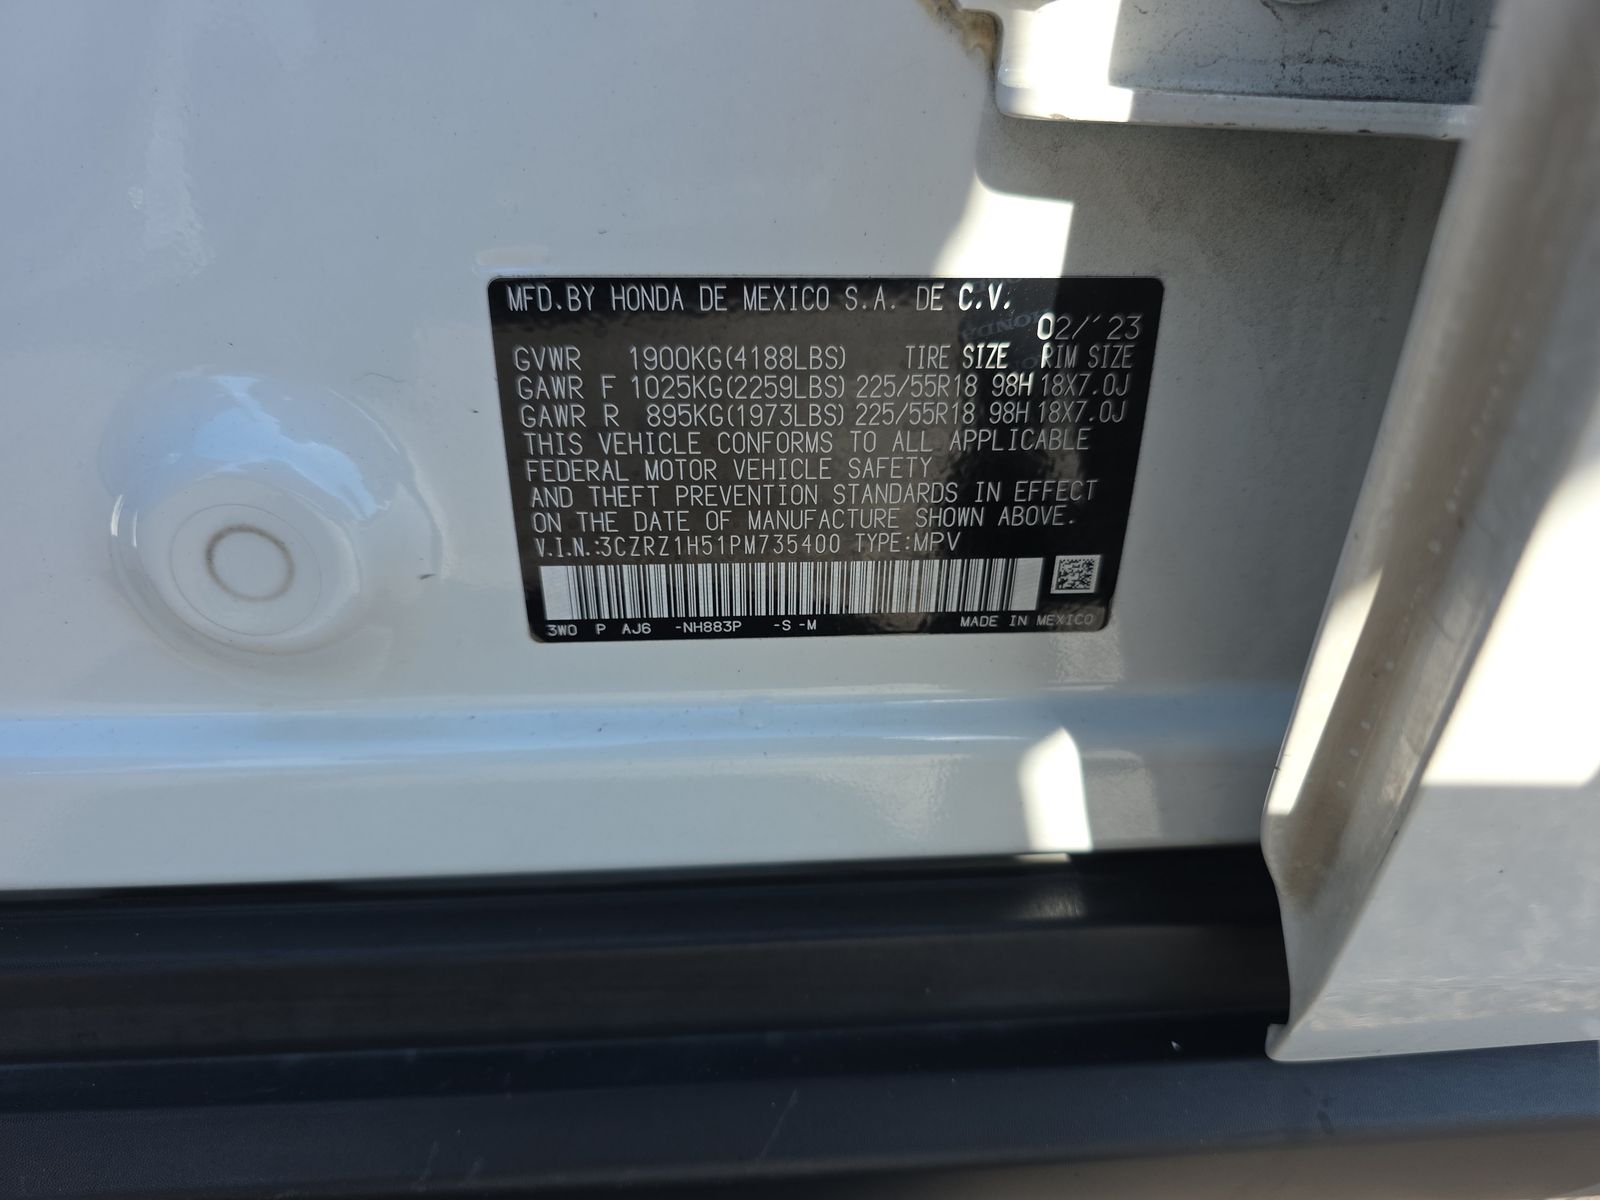 MFD.BY HONDA DE MEXICO S.A. DE C.V.
02/'23
GVWR 1900KG(4188LBS) TIRE SIZE RIM SIZE
GAWR F 1025KG(2259LBS) 225/55R18 98H 18X7.0J
GAWR R 895KG(1973LBS) 225/55R18 98H 18X7.0J
THIS VEHICLE CONFORMS TO ALL APPLICABLE
FEDERAL MOTOR VEHICLE SAFETY
AND THEFT PREVENTION STANDARDS IN EFFECT
ON THE DATE OF MANUFACTURE SHOWN ABOVE.
V.I.N.:3CZRZ1H51PM735400 TYPE:MPV
3W0 P AJ6 -NH883P -S -M MADE IN MEXICO